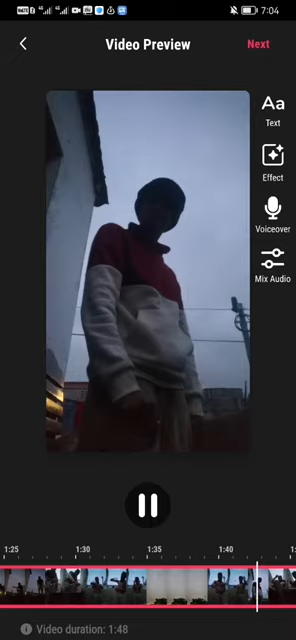 7:04
Video Preview
Next
Aa
Text
Effect
Voiceover
Mix Audio
1:25
1:30
1:35
1:40
Video duration: 1:48